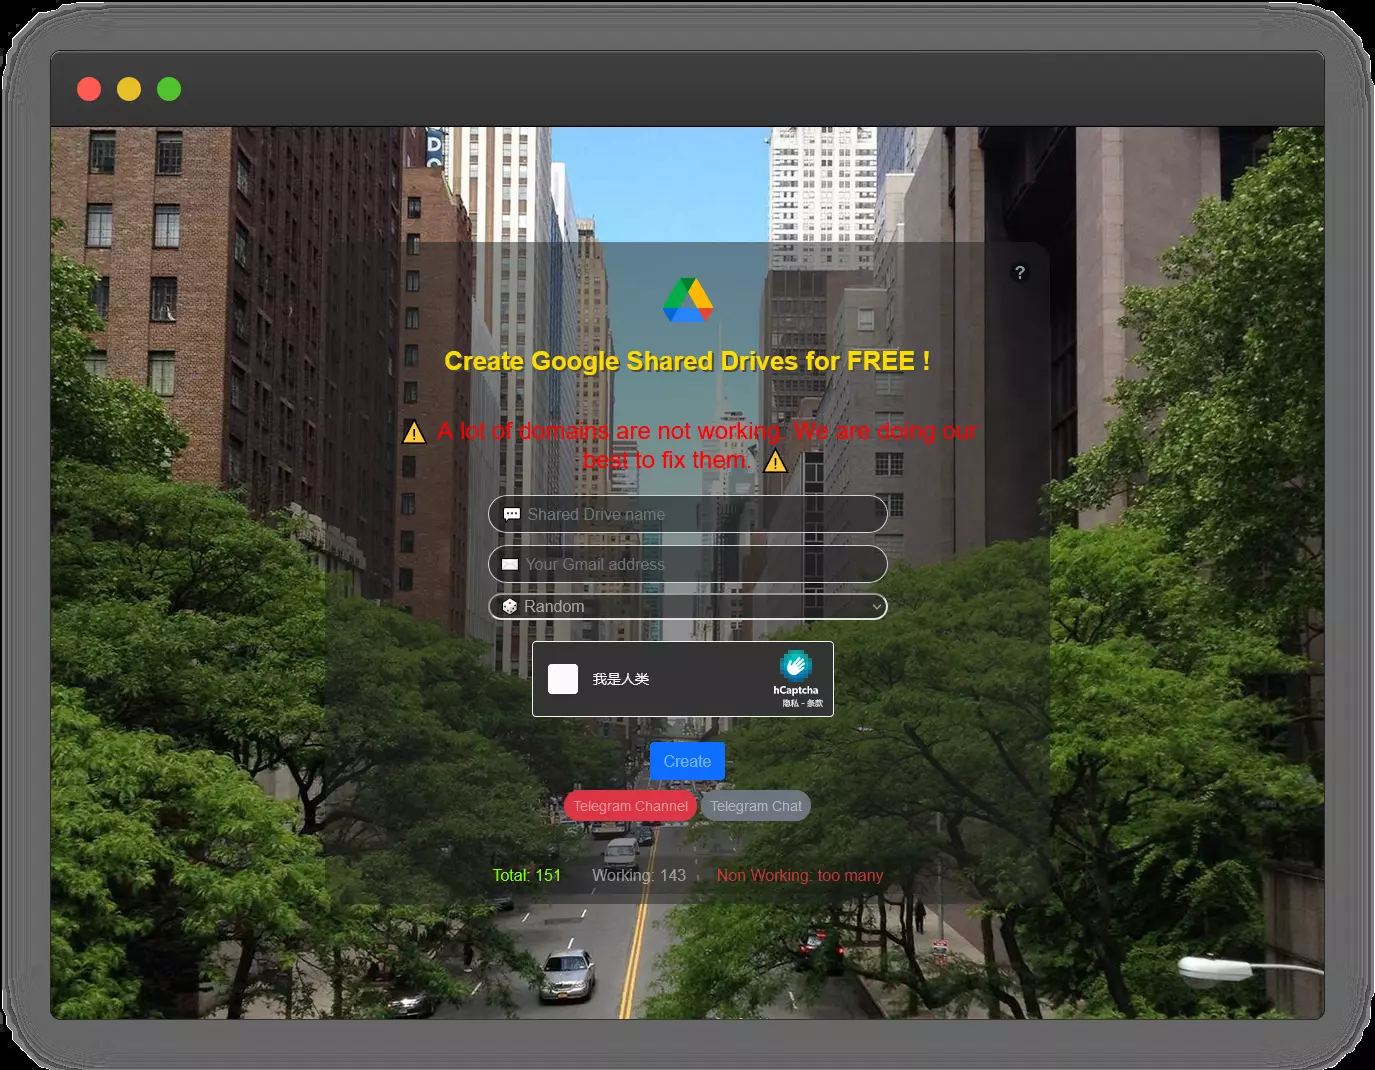 DO
?
Create Google Shared Drives for FREE !
⚠️ A lot of domains are not working. We are doing our
best to fix them. ⚠️
Shared Drive name
Your Gmail address
Random
我是人类
hCaptcha
隐私 - 条款
Create
Telegram Channel Telegram Chat
Total: 151 Working: 143 Non Working: too many